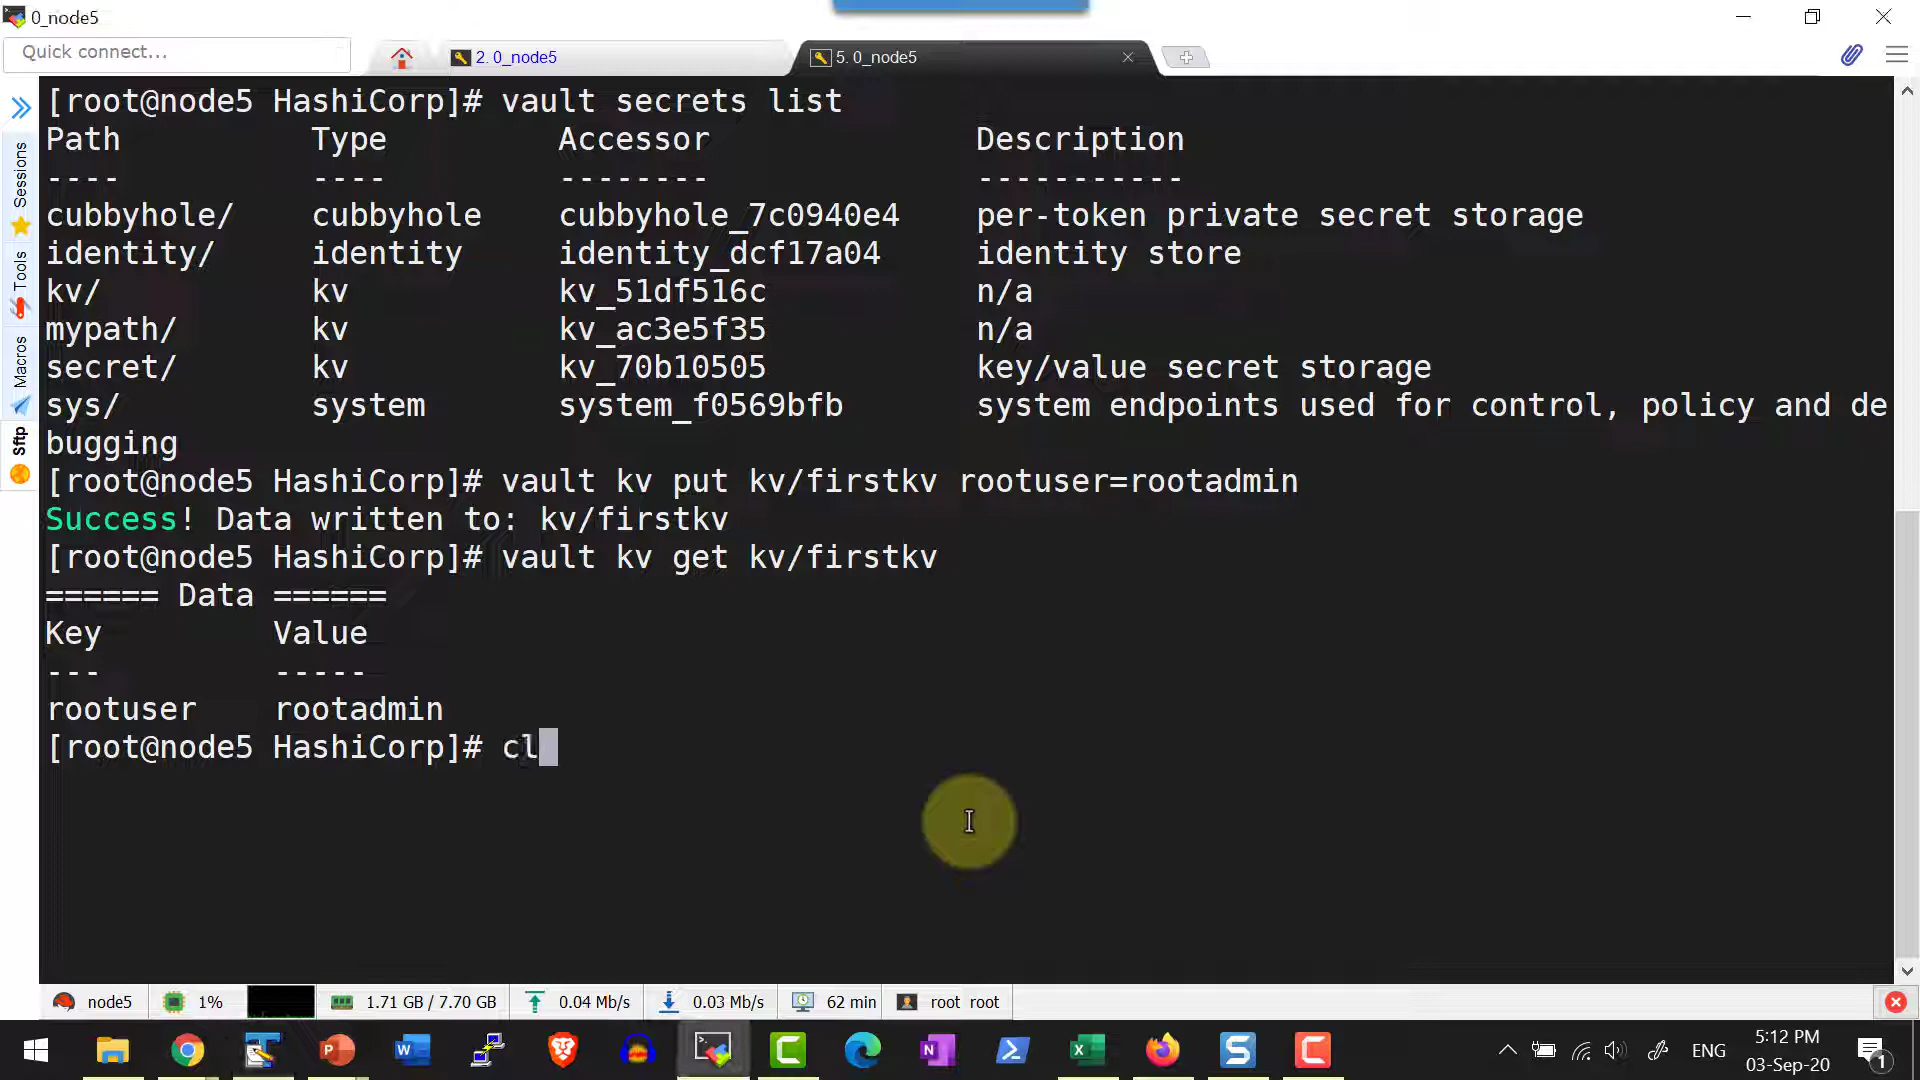 0_node5
Quick connect...
2. 0_node5
5. 0_node5
Sessions
Tools
Macros
Sftp
[root@node5 HashiCorp]# vault secrets list
Path Type Accessor Description
---- ---- -------- -----------
cubbyhole/ cubbyhole cubbyhole_7c0940e4 per-token private secret storage
identity/ identity identity_dcf17a04 identity store
kv/ kv kv_51df516c n/a
mypath/ kv kv_ac3e5f35 n/a
secret/ kv kv_70b10505 key/value secret storage
sys/ system system_f0569bfb system endpoints used for control, policy and de
bugging
[root@node5 HashiCorp]# vault kv put kv/firstkv rootuser=rootadmin
Success! Data written to: kv/firstkv
[root@node5 HashiCorp]# vault kv get kv/firstkv
====== Data ======
Key Value
--- -----
rootuser rootadmin
[root@node5 HashiCorp]# cl
node5 1% 1.71 GB / 7.70 GB 0.04 Mb/s 0.03 Mb/s 62 min root root
ENG
5:12 PM
03-Sep-20
1